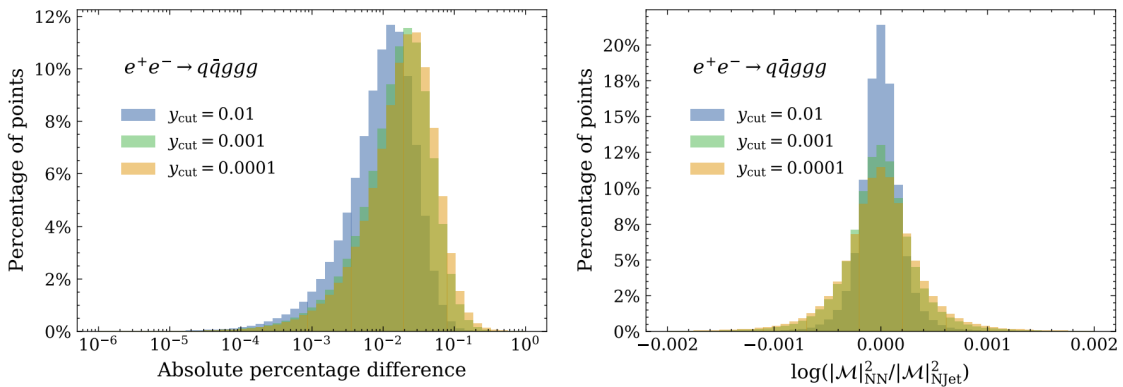 12%
10%
8%
6%
4%
2%
0%
Percentage of points
e⁺e⁻ → qq̄ggg
y_cut = 0.01
y_cut = 0.001
y_cut = 0.0001
10⁻⁶ 10⁻⁵ 10⁻⁴ 10⁻³ 10⁻² 10⁻¹ 10⁰
Absolute percentage difference
20%
18%
15%
12%
10%
8%
5%
2%
0%
Percentage of points
e⁺e⁻ → qq̄ggg
y_cut = 0.01
y_cut = 0.001
y_cut = 0.0001
−0.002 −0.001 0.000 0.001 0.002
log(|ℳ|²_NN/|ℳ|²_NJet)